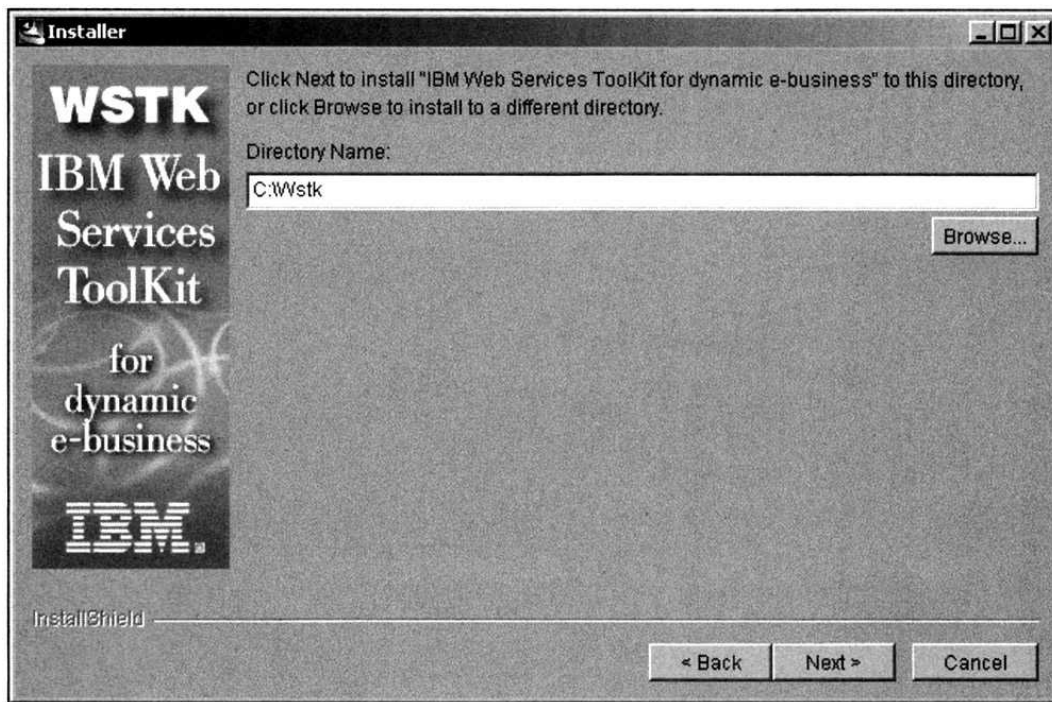 Installer
WSTK
IBM Web
Services
ToolKit
for
dynamic
e-business
IBM.
Click Next to install "IBM Web Services ToolKit for dynamic e-business" to this directory,
or click Browse to install to a different directory.
Directory Name:
C:\Wstk
Browse...
InstallShield
< Back
Next >
Cancel